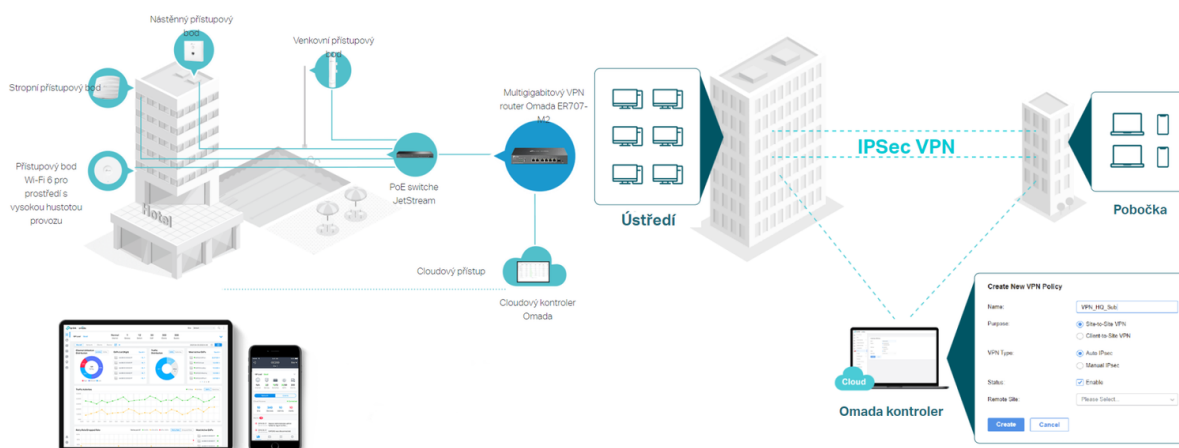 Nástěnný přístupový
bod
Venkovní přístupový
bod
Stropní přístupový bod
Multigigabitový VPN
router Omada ER707-
M2
Přístupový bod
Wi-Fi 6 pro
prostředí s
vysokou hustotou
provozu
PoE switche
JetStream
Hotel
Cloudový přístup
Cloudový kontroler
Omada
Ústředí
IPSec VPN
Pobočka
Cloud
Omada kontroler
Create New VPN Policy
Name:
VPN_HQ_Sub
Purpose:
Site-to-Site VPN
Client-to-Site VPN
VPN Type:
Auto IPsec
Manual IPsec
Status:
Enable
Remote Site:
Please Select...
Create
Cancel